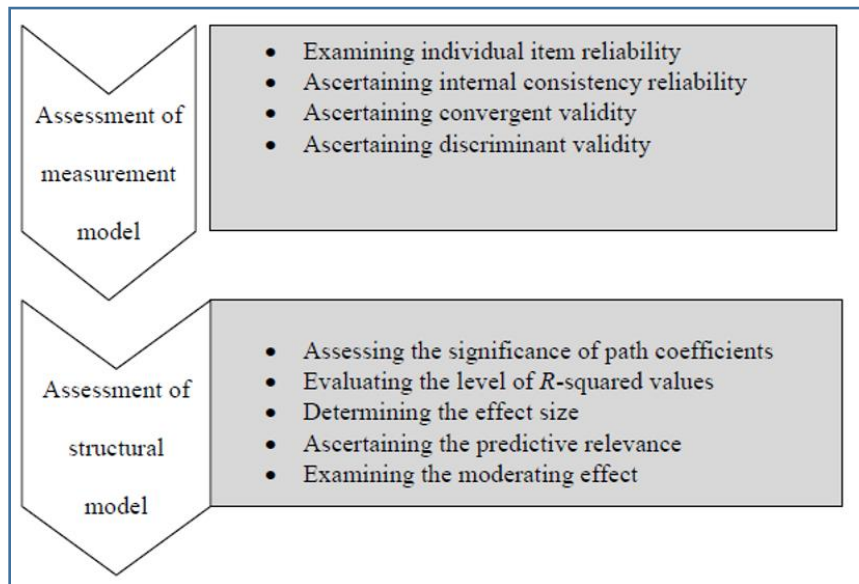 Assessment of
measurement
model
• Examining individual item reliability
• Ascertaining internal consistency reliability
• Ascertaining convergent validity
• Ascertaining discriminant validity
Assessment of
structural
model
• Assessing the significance of path coefficients
• Evaluating the level of R-squared values
• Determining the effect size
• Ascertaining the predictive relevance
• Examining the moderating effect